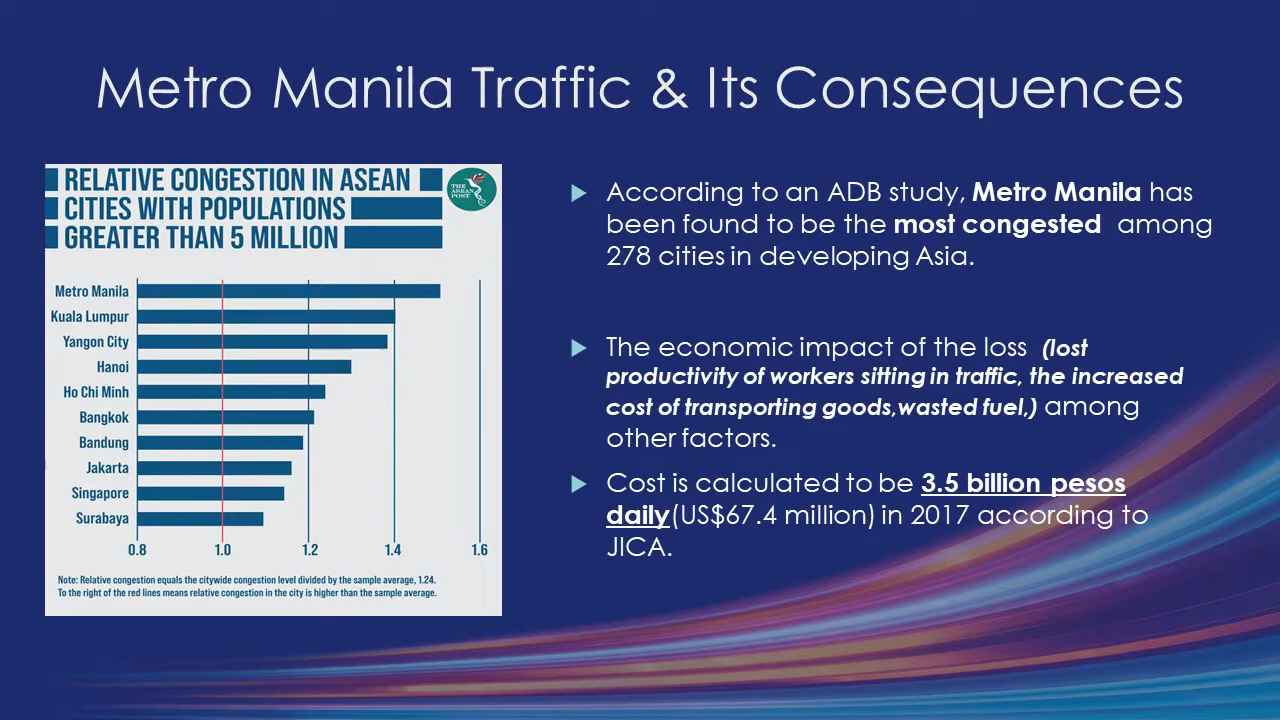 Metro Manila Traffic & Its Consequences
RELATIVE CONGESTION IN ASEAN
CITIES WITH POPULATIONS
GREATER THAN 5 MILLION
THE
ASEAN
POST
Metro Manila
Kuala Lumpur
Yangon City
Hanoi
Ho Chi Minh
Bangkok
Bandung
Jakarta
Singapore
Surabaya
0.8 1.0 1.2 1.4 1.6
Note: Relative congestion equals the citywide congestion level divided by the sample average, 1.24.
To the right of the red lines means relative congestion in the city is higher than the sample average.
According to an ADB study, Metro Manila has
been found to be the most congested among
278 cities in developing Asia.
The economic impact of the loss (lost
productivity of workers sitting in traffic, the increased
cost of transporting goods,wasted fuel,) among
other factors.
Cost is calculated to be 3.5 billion pesos
daily(US$67.4 million) in 2017 according to
JICA.